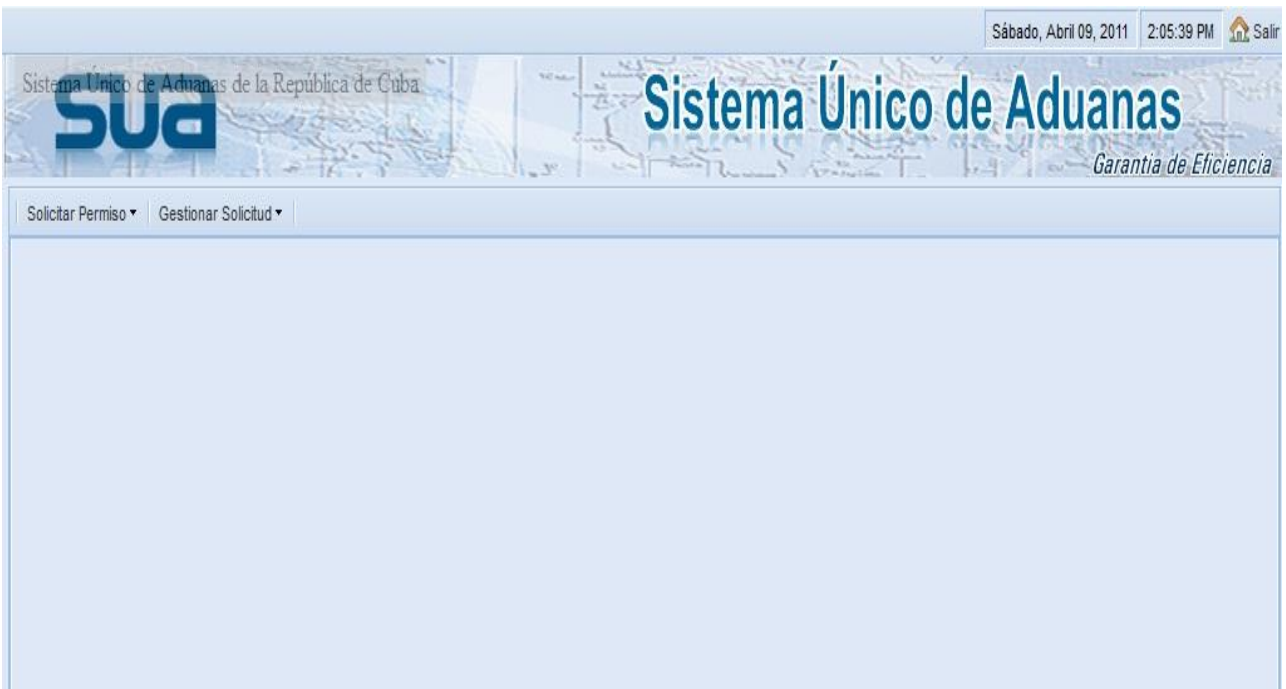 Sábado, Abril 09, 2011 2:05:39 PM Salir
Sistema Único de Aduanas de la República de Cuba
sua
Sistema Único de Aduanas
Garantía de Eficiencia
Solicitar Permiso Gestionar Solicitud